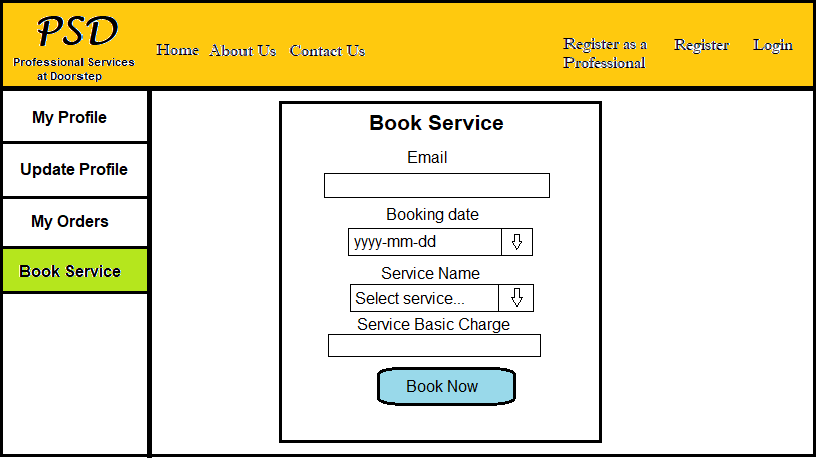 PSD
Professional Services
at Doorstep
Home About Us Contact Us
Register as a
Professional
Register
Login
My Profile
Update Profile
My Orders
Book Service
Book Service
Email
Booking date
yyyy-mm-dd
Service Name
Select service...
Service Basic Charge
Book Now